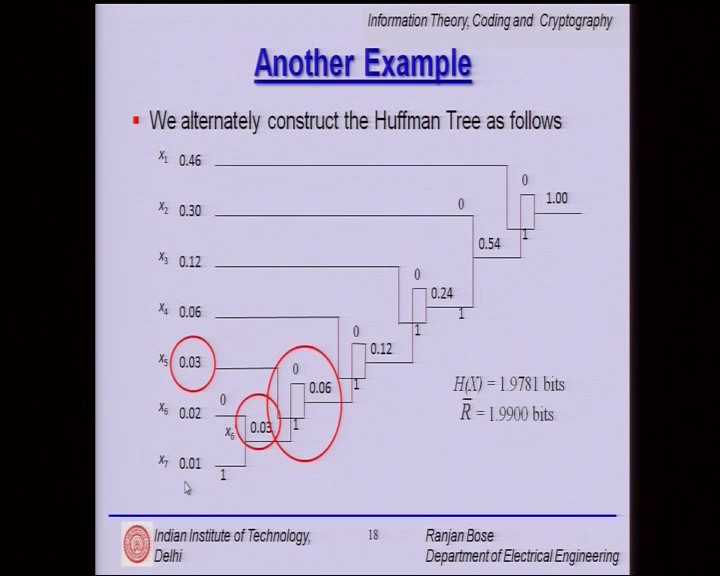 Information Theory, Coding and Cryptography
Another Example
We alternately construct the Huffman Tree as follows
x1 0.46
0
1.00
x2 0.30
0
1
0.54
x3 0.12
0
0.24
1
x4 0.06
1
0
0.12
x5 0.03
0
1
0.06
H(X) = 1.9781 bits
x6 0.02
0
R̅ = 1.9900 bits
x6 0.03
1
x7 0.01
1
Indian Institute of Technology,
Delhi
18
Ranjan Bose
Department of Electrical Engineering